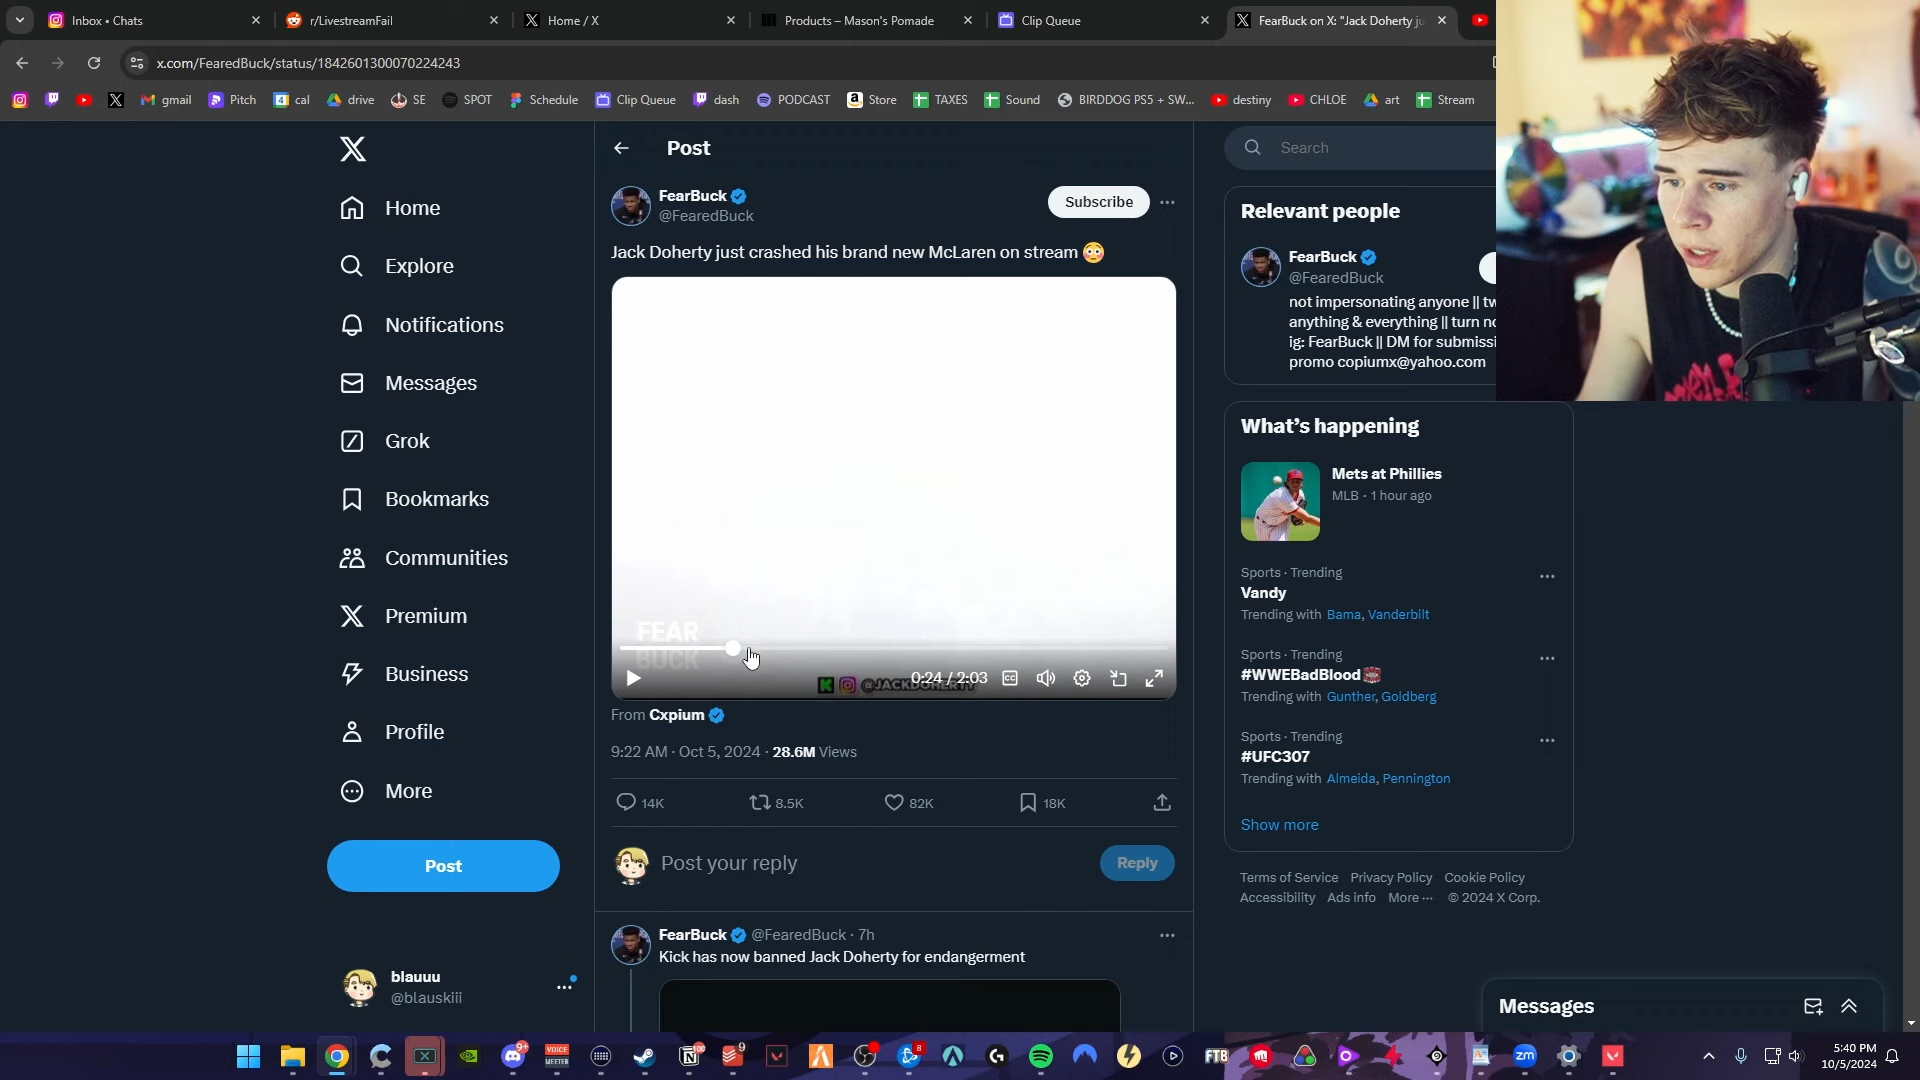 Inbox • Chats
r/LivestreamFail
Home / X
Products – Mason's Pomade
Clip Queue
FearBuck on X: "Jack Doherty ju
x.com/FearedBuck/status/1842601300070224243
gmail
Pitch
cal
drive
SE
SPOT
Schedule
Clip Queue
dash
PODCAST
Store
TAXES
Sound
BIRDDOG PS5 + SW...
destiny
CHLOE
art
Stream
Home
Explore
Notifications
Messages
Grok
Bookmarks
Communities
Premium
Business
Profile
More
Post
blauuu
@blauskiii
Post
FearBuck
@FearedBuck
Subscribe
Jack Doherty just crashed his brand new McLaren on stream
FEAR
BUCK
0:24 / 2:03
@JACKDOHERTY
From Cxpium
9:22 AM · Oct 5, 2024 · 28.6M Views
14K
8.5K
82K
18K
Post your reply
Reply
FearBuck @FearedBuck · 7h
Kick has now banned Jack Doherty for endangerment
Search
Relevant people
FearBuck
@FearedBuck
not impersonating anyone || tw
anything & everything || turn no
ig: FearBuck || DM for submissi
promo copiumx@yahoo.com
What's happening
Mets at Phillies
MLB · 1 hour ago
Sports · Trending
Vandy
Trending with Bama, Vanderbilt
Sports · Trending
#WWEBadBlood
Trending with Gunther, Goldberg
Sports · Trending
#UFC307
Trending with Almeida, Pennington
Show more
Terms of Service Privacy Policy Cookie Policy
Accessibility Ads info More ··· © 2024 X Corp.
Messages
VOICE
MEETER
FTB
zm
5:40 PM
10/5/2024